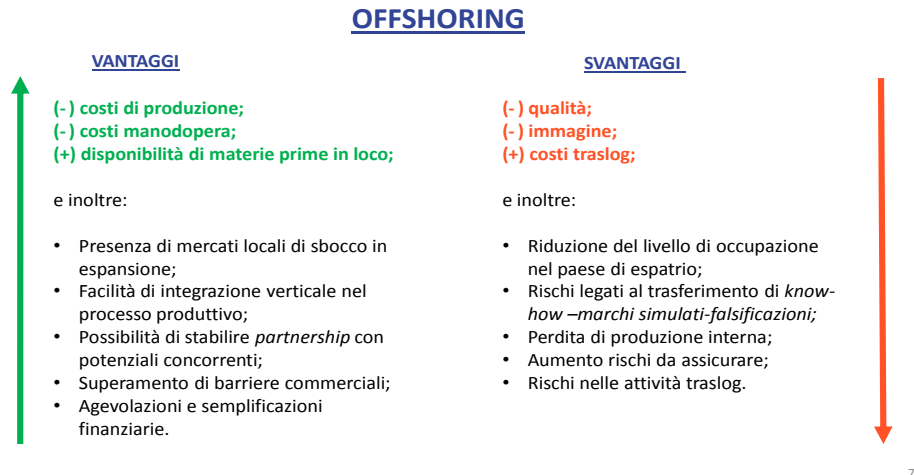 OFFSHORING
VANTAGGI
(-) costi di produzione;
(-) costi manodopera;
(+) disponibilità di materie prime in loco;
e inoltre:
• Presenza di mercati locali di sbocco in
espansione;
• Facilità di integrazione verticale nel
processo produttivo;
• Possibilità di stabilire partnership con
potenziali concorrenti;
• Superamento di barriere commerciali;
• Agevolazioni e semplificazioni
finanziarie.
SVANTAGGI
(-) qualità;
(-) immagine;
(+) costi traslog;
e inoltre:
• Riduzione del livello di occupazione
nel paese di espatrio;
• Rischi legati al trasferimento di know-
how –marchi simulati-falsificazioni;
• Perdita di produzione interna;
• Aumento rischi da assicurare;
• Rischi nelle attività traslog.
7